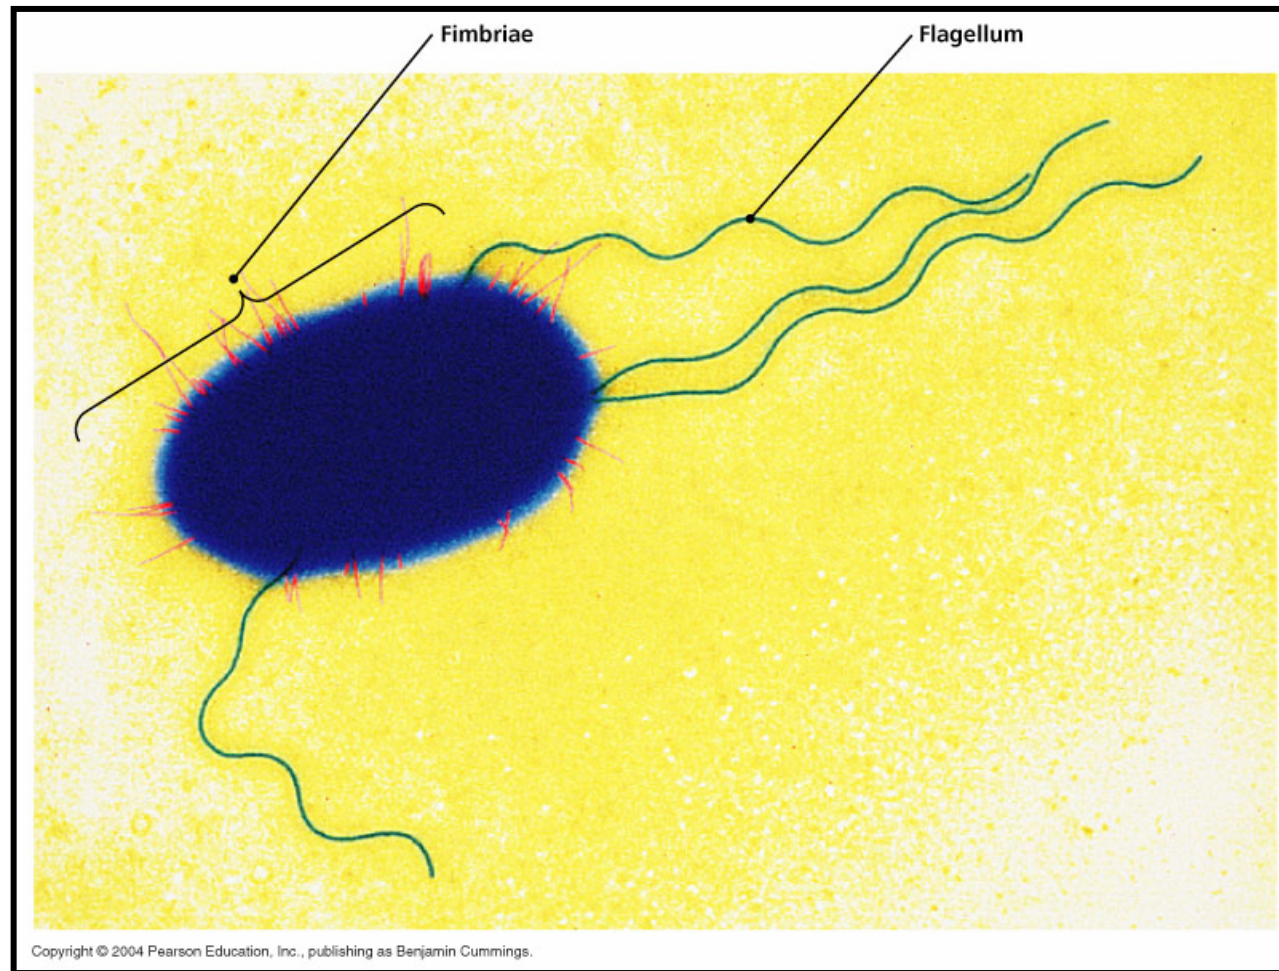 Fimbriae
Flagellum
Copyright © 2004 Pearson Education, Inc., publishing as Benjamin Cummings.